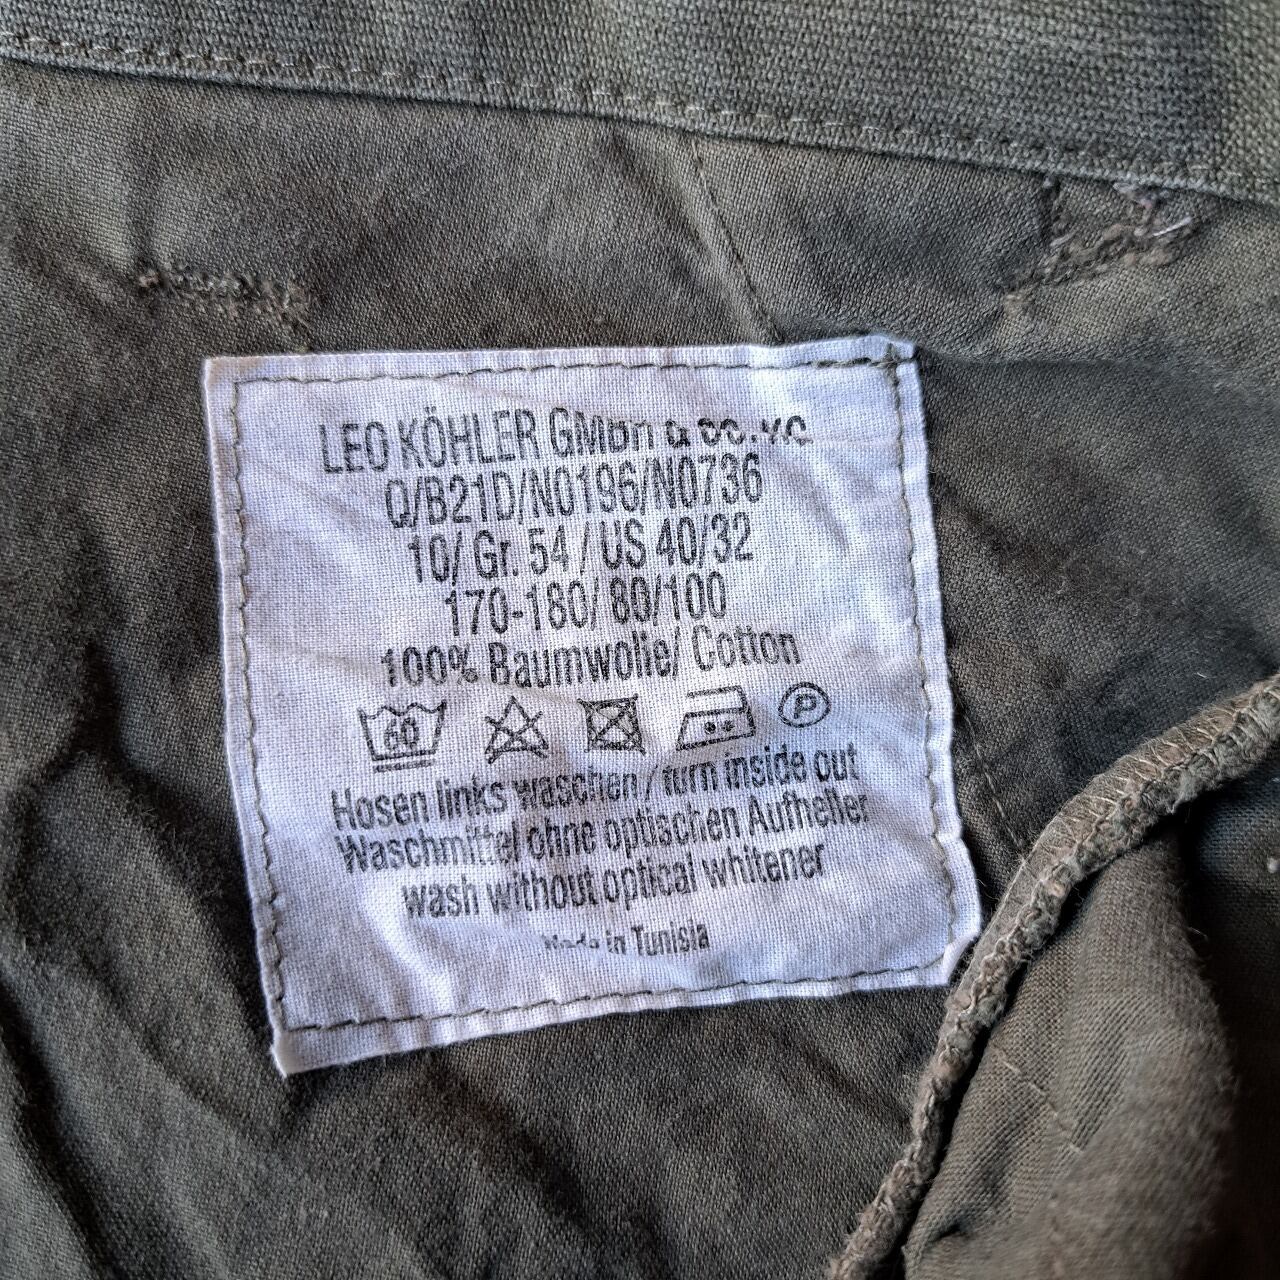 LEO KÖHLER GMBH & CO.KG
Q/B21D/N0196/N0736
10/ Gr. 54 / US 40/32
170-180/ 80/100
100% Baumwolle/ Cotton
60 P
Hosen links waschen / turn inside out
Waschmittel ohne optischen Aufheller
wash without optical whitener
Made in Tunisia